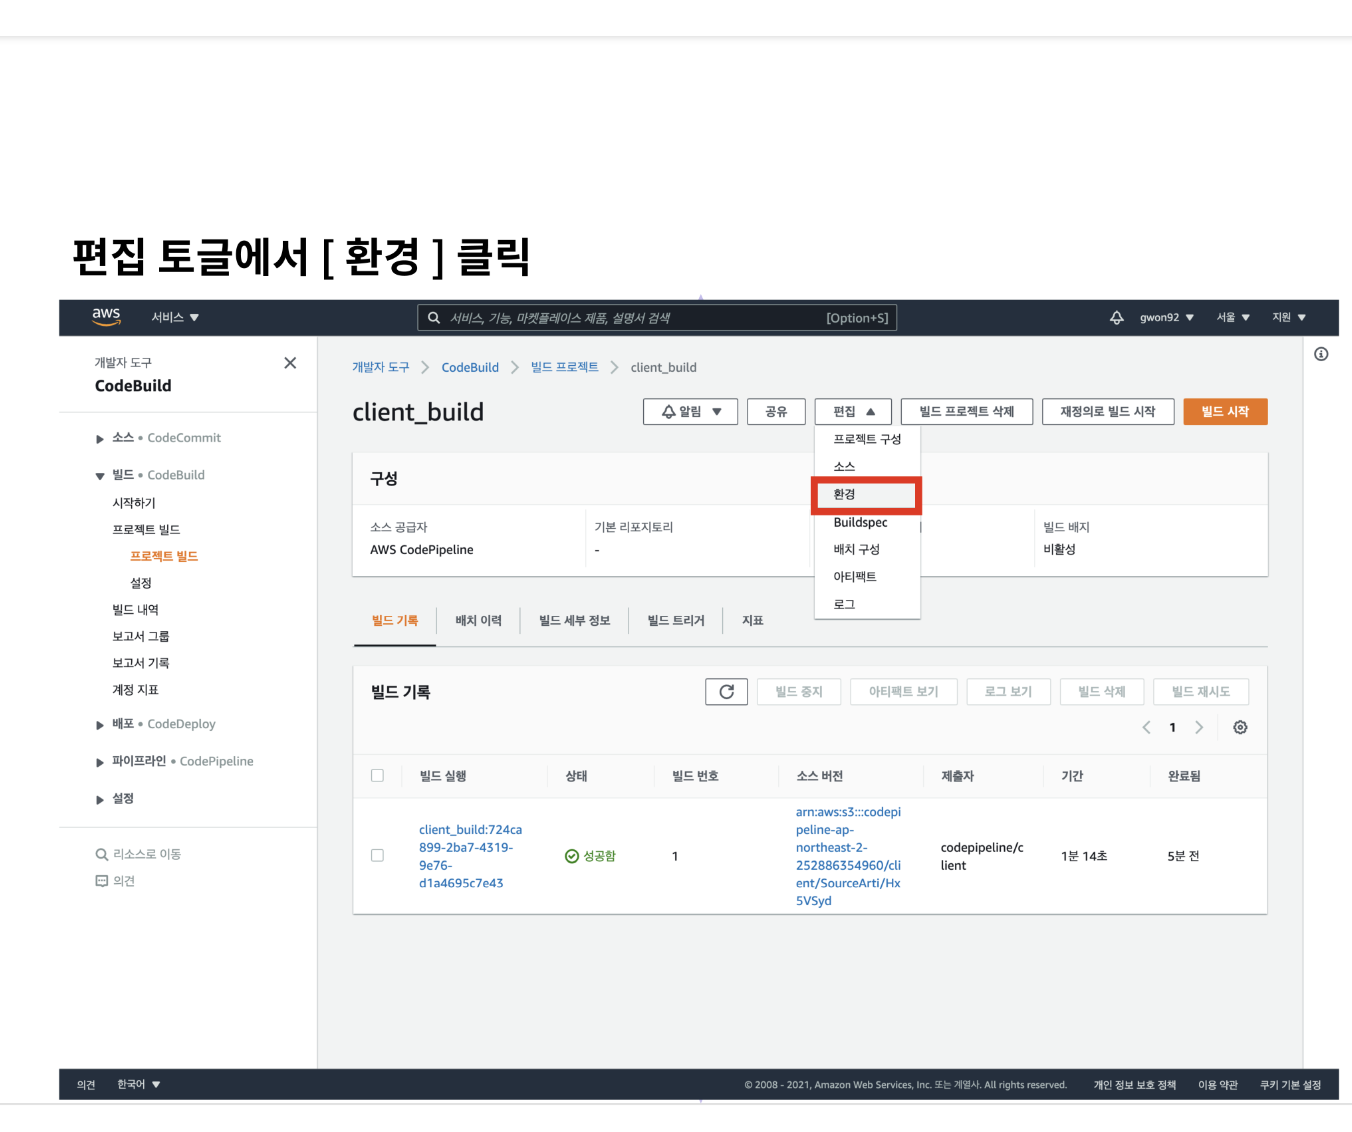 편집 토글에서 [ 환경 ] 클릭
aws 서비스 ▼ 서비스, 기능, 마켓플레이스 제품, 설명서 검색 [Option+S] gwon92 ▼ 서울 ▼ 지원 ▼
개발자 도구
CodeBuild
소스 • CodeCommit
빌드 • CodeBuild
시작하기
프로젝트 빌드
프로젝트 빌드
설정
빌드 내역
보고서 그룹
보고서 기록
계정 지표
배포 • CodeDeploy
파이프라인 • CodePipeline
설정
리소스로 이동
의견
개발자 도구 > CodeBuild > 빌드 프로젝트 > client_build
client_build
알림 ▼ 공유 편집 ▲ 빌드 프로젝트 삭제 재정의로 빌드 시작 빌드 시작
프로젝트 구성
소스
환경
Buildspec
배치 구성
아티팩트
로그
구성
소스 공급자
AWS CodePipeline
기본 리포지토리
-
빌드 배지
비활성
빌드 기록 배치 이력 빌드 세부 정보 빌드 트리거 지표
빌드 기록
빌드 중지 아티팩트 보기 로그 보기 빌드 삭제 빌드 재시도
< 1 >
빌드 실행 상태 빌드 번호 소스 버전 제출자 기간 완료됨
client_build:724ca
899-2ba7-4319-
9e76-
d1a4695c7e43
성공함
1
arn:aws:s3:::codepi
peline-ap-
northeast-2-
252886354960/cli
ent/SourceArti/Hx
5VSyd
codepipeline/c
lient
1분 14초
5분 전
의견 한국어 ▼ © 2008 - 2021, Amazon Web Services, Inc. 또는 계열사. All rights reserved. 개인 정보 보호 정책 이용 약관 쿠키 기본 설정